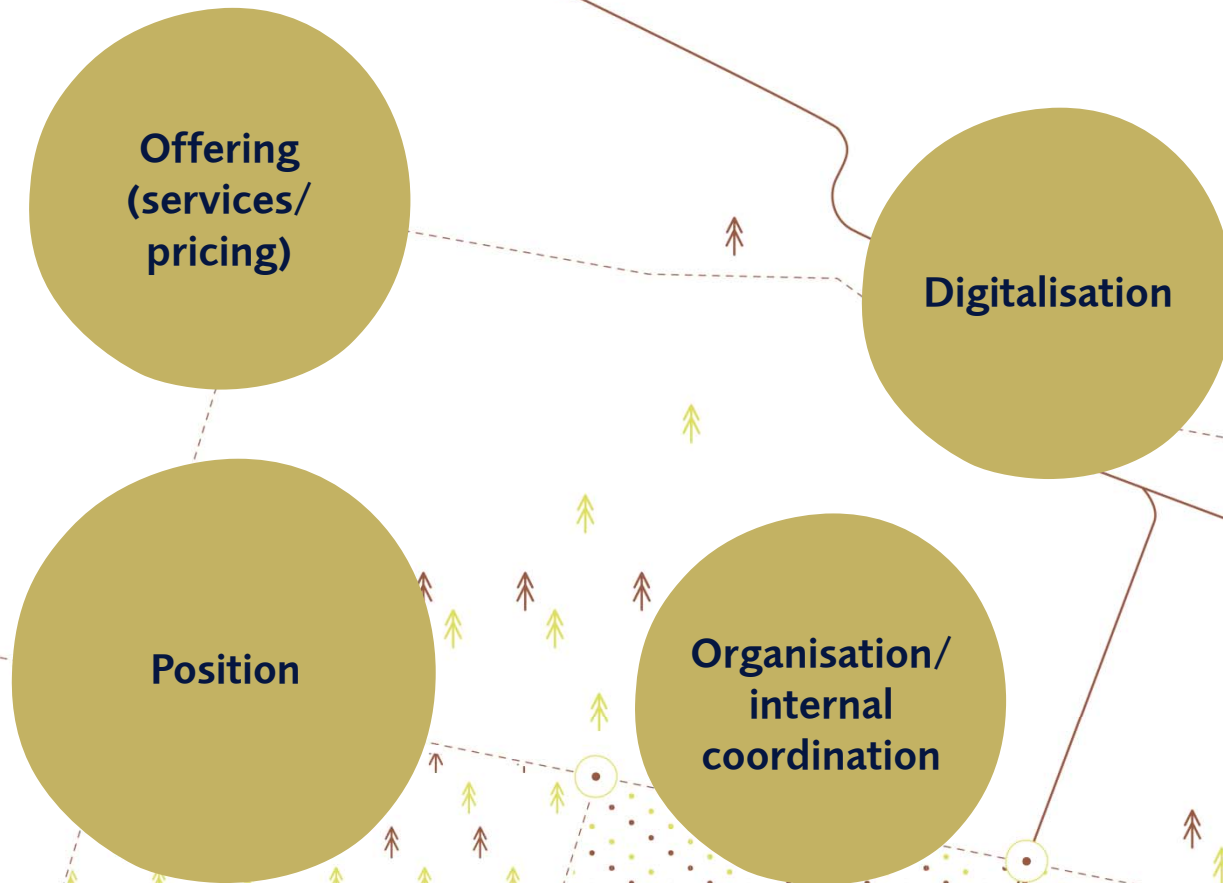 Offering
(services/
pricing)
Digitalisation
Position
Organisation/
internal
coordination